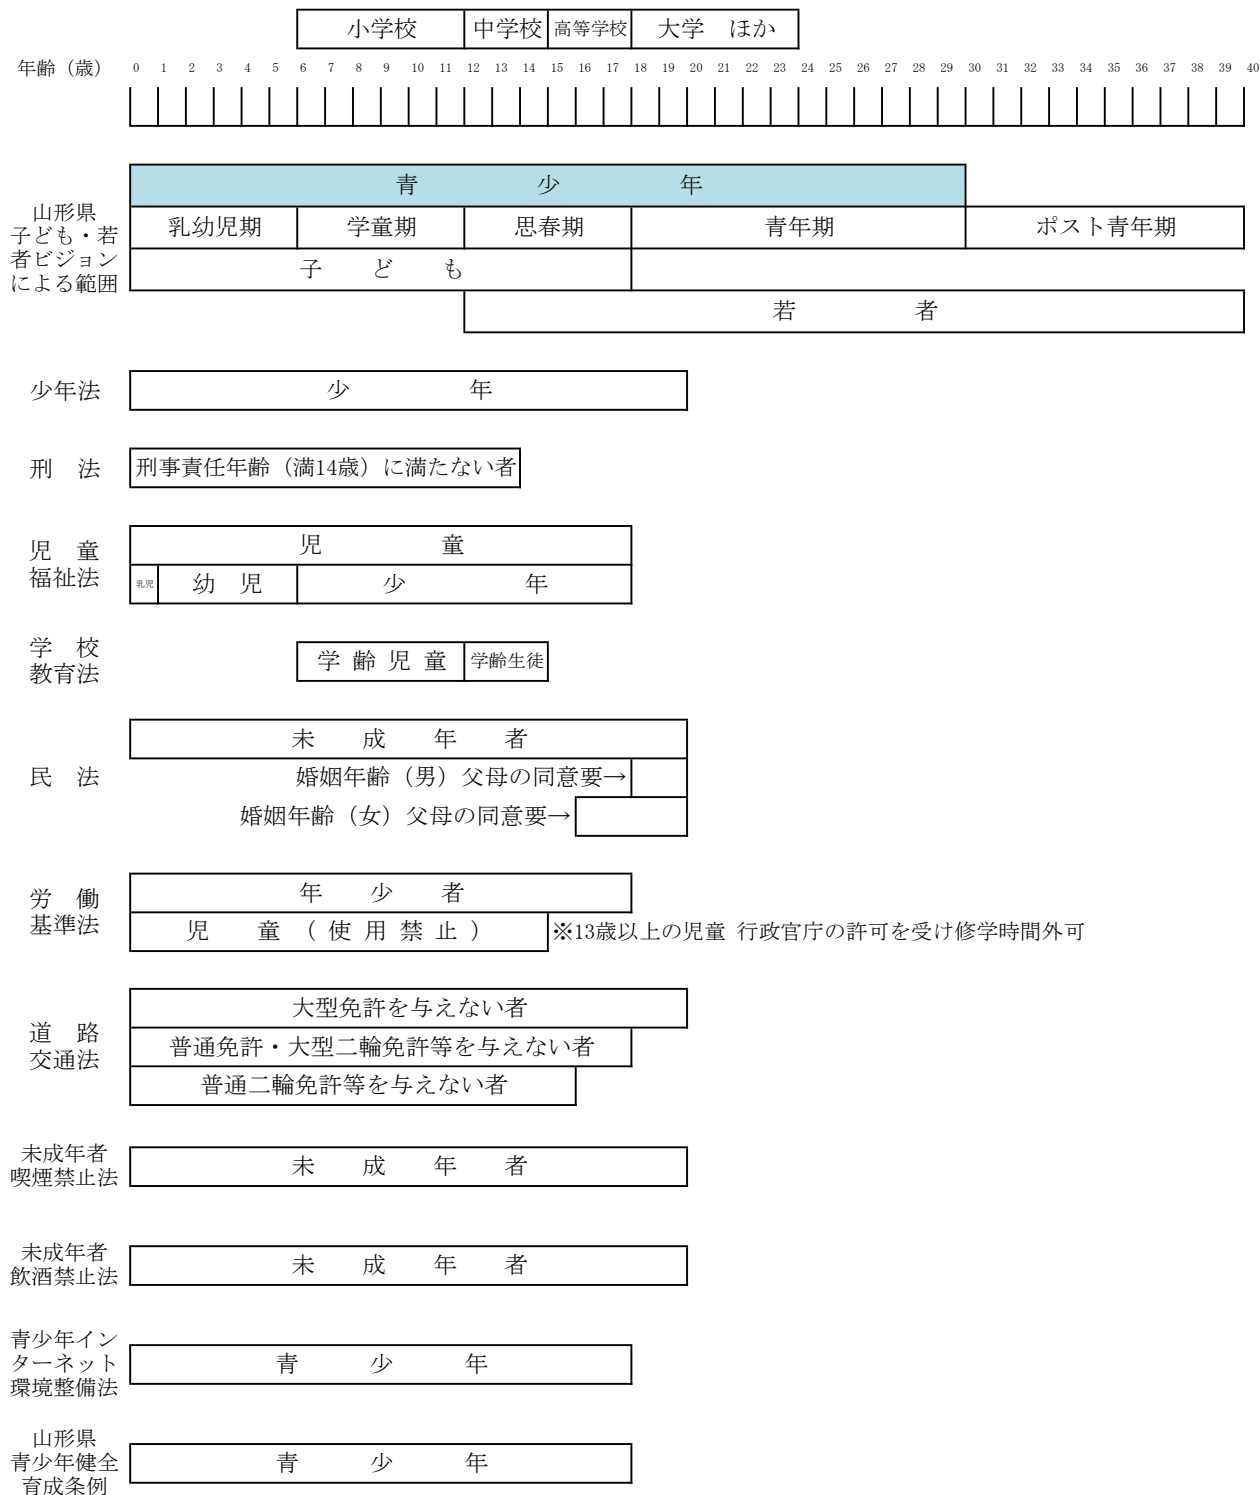 小学校 中学校 高等学校 大学 ほか
年齢（歳） 0 1 2 3 4 5 6 7 8 9 10 11 12 13 14 15 16 17 18 19 20 21 22 23 24 25 26 27 28 29 30 31 32 33 34 35 36 37 38 39 40
山形県
子ども・若
者ビジョン
による範囲
青 少 年
乳幼児期 学童期 思春期 青年期 ポスト青年期
子 ど も
若 者
少年法 少 年
刑 法 刑事責任年齢（満14歳）に満たない者
児 童
福祉法
児 童
乳児 幼 児 少 年
学 校
教育法
学 齢 児 童 学齢生徒
民 法
未 成 年 者
婚姻年齢（男）父母の同意要→
婚姻年齢（女）父母の同意要→
労 働
基準法
年 少 者
児 童 （ 使 用 禁 止 ） ※13歳以上の児童 行政官庁の許可を受け修学時間外可
道 路
交通法
大型免許を与えない者
普通免許・大型二輪免許等を与えない者
普通二輪免許等を与えない者
未成年者
喫煙禁止法
未 成 年 者
未成年者
飲酒禁止法
未 成 年 者
青少年イン
ターネット
環境整備法
青 少 年
山形県
青少年健全
育成条例
青 少 年